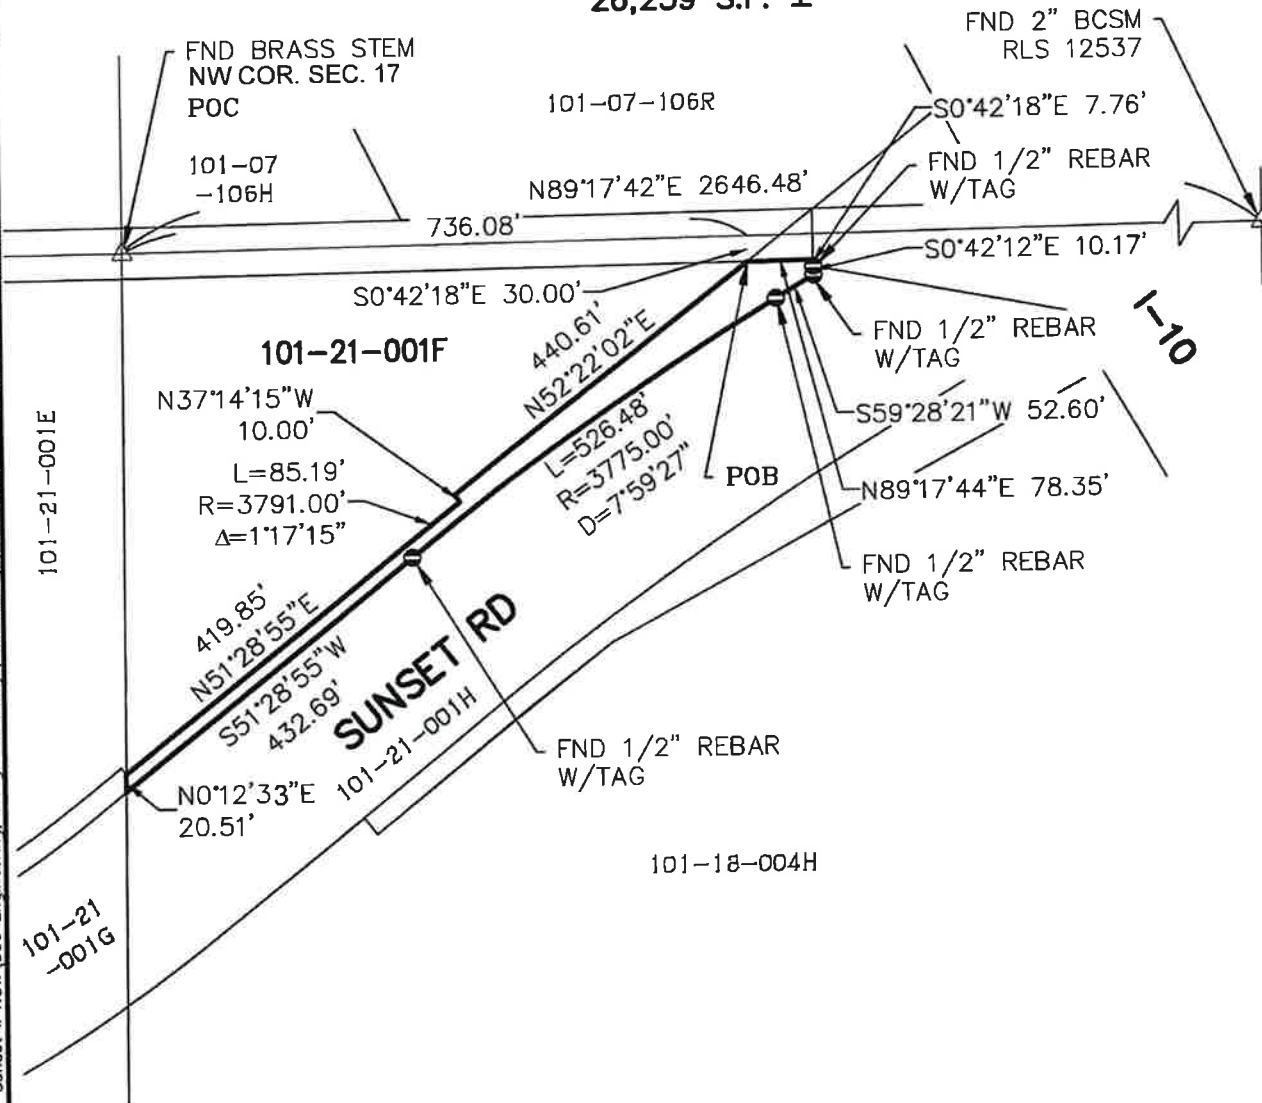 FND 2" BCSM
RLS 12537
FND BRASS STEM
NW COR. SEC. 17
POC
101-07-106R
S0°42'18"E 7.76'
101-07
-106H
FND 1/2" REBAR
W/TAG
N89°17'42"E 2646.48'
736.08'
S0°42'12"E 10.17'
S0°42'18"E 30.00'
I-10
FND 1/2" REBAR
W/TAG
101-21-001F
440.61'
N52°22'02"E
N37°14'15"W
10.00'
S59°28'21"W 52.60'
101-21-001E
L=526.48'
R=3775.00'
D=7°59'27"
L=85.19'
R=3791.00'
Δ=1°17'15"
POB
N89°17'44"E 78.35'
FND 1/2" REBAR
W/TAG
419.85'
N51°28'55"E
S51°28'55"W
432.69'
SUNSET RD
101-21-001H
FND 1/2" REBAR
W/TAG
N0°12'33"E
20.51'
101-18-004H
101-21
-001G